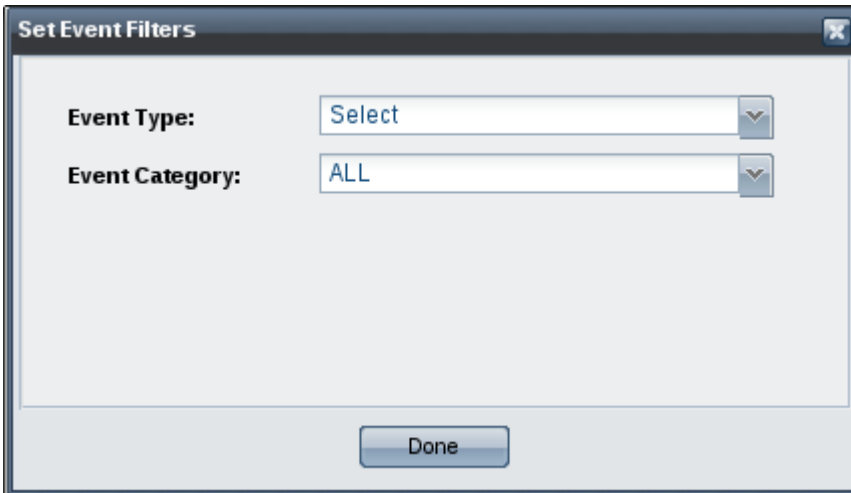 Set Event Filters
Event Type: Select
Event Category: ALL
Done